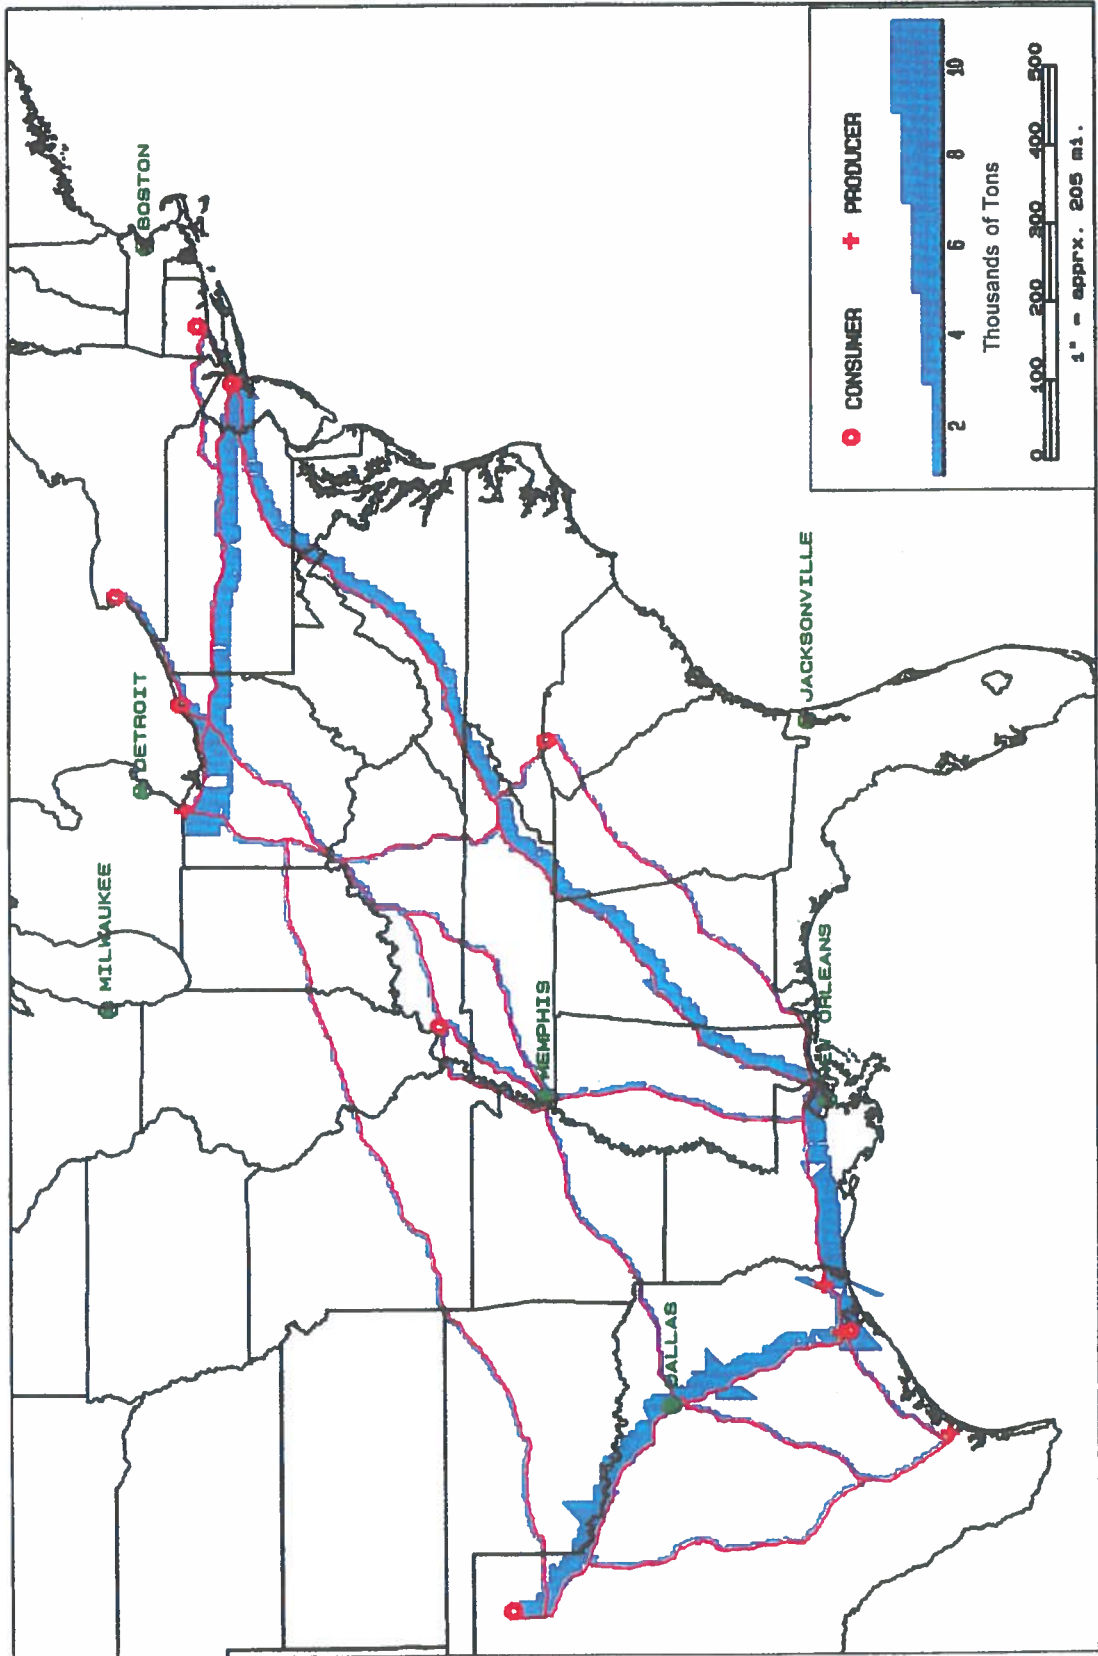 BOSTON
DETROIT
MILWAUKEE
MEMPHIS
JACKSONVILLE
ORLEANS
DALLAS
CONSUMER PRODUCER
2 4 6 8 10
Thousands of Tons
0 100 200 300 400 500
1" = apprx. 205 mi.